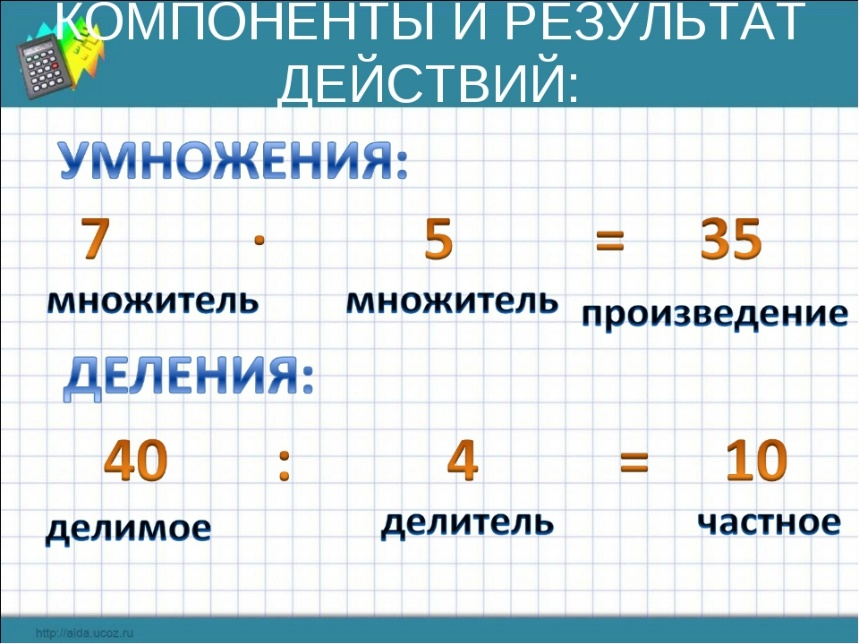 КОМПОНЕНТЫ И РЕЗУЛЬТАТ
ДЕЙСТВИЙ:
УМНОЖЕНИЯ:
7 · 5 = 35
множитель множитель произведение
ДЕЛЕНИЯ:
40 : 4 = 10
делимое делитель частное
http://aida.ucoz.ru